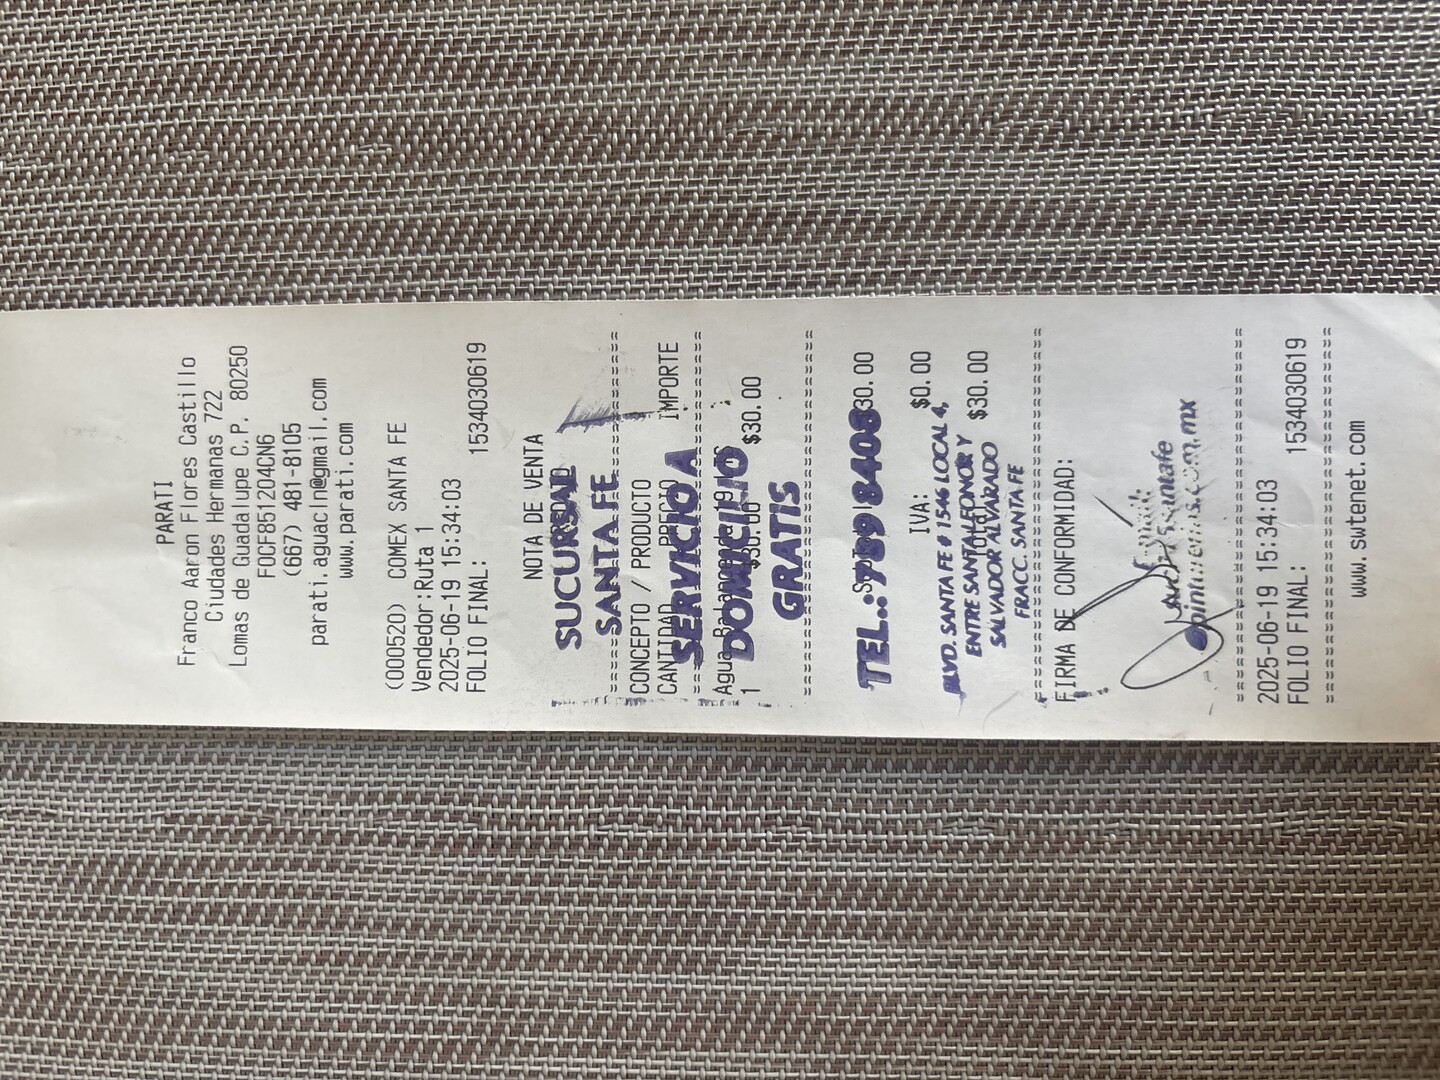 PARATI
Franco Aaron Flores Castillo
Ciudades Hermanas 722
Lomas de Guadalupe C.P. 80250
FOCF851204CN6
(667) 481-8105
parati.aguacln@gmail.com
www.parati.com
(000520) COMEX SANTA FE
Vendedor:Ruta 1
2025-06-19 15:34:03
FOLIO FINAL: 1534030619
NOTA DE VENTA
SUCURSAL
SANTA FE
CONCEPTO / PRODUCTO
CANTIDAD IMPORTE
SERVICIO A
Agua
DOMICILIO
1 $30.00 $30.00
GRATIS
TEL.: 789 8408
$30.00
IVA: $0.00
BLVD. SANTA FE # 1546 LOCAL 4,
ENTRE SANTA LEONOR Y
$30.00
SALVADOR ALVARADO
FRACC. SANTA FE
FIRMA DE CONFORMIDAD:
2025-06-19 15:34:03
FOLIO FINAL: 1534030619
www.swtenet.com